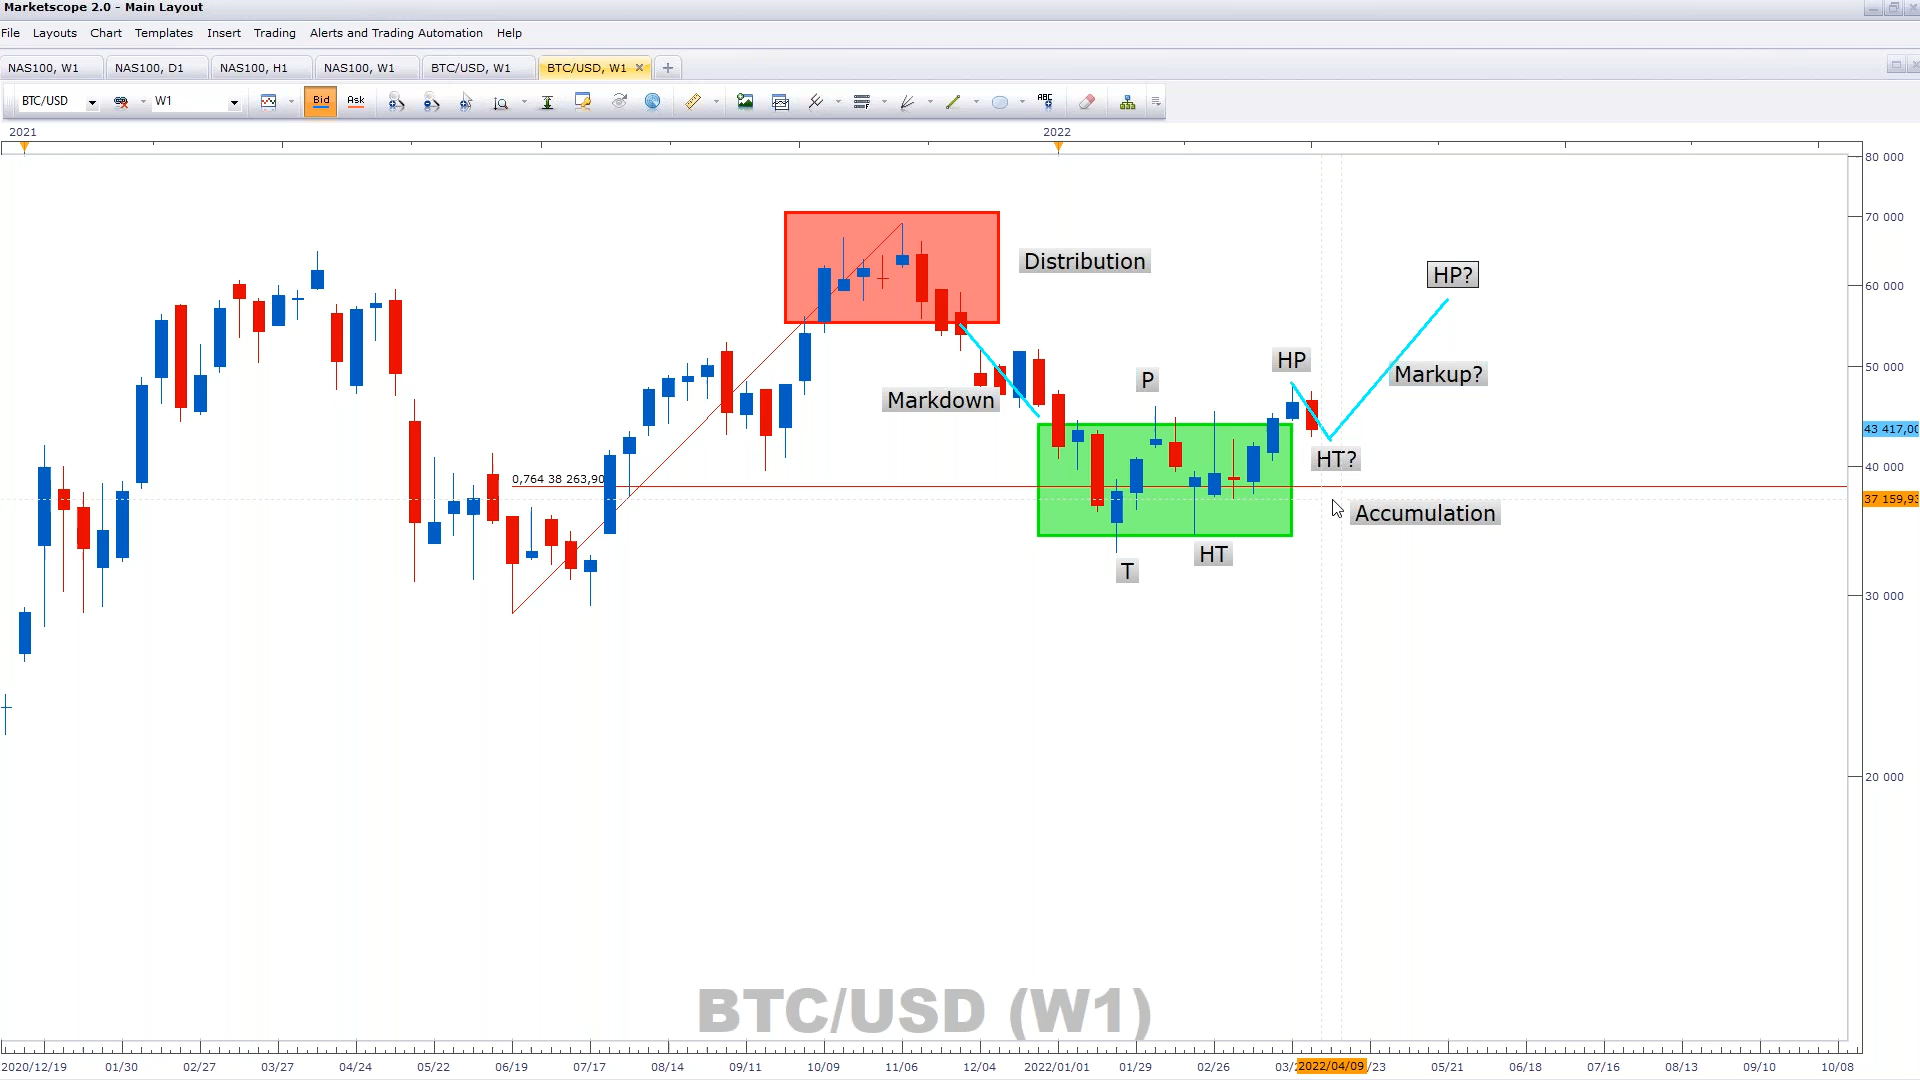 Marketscope 2.0 - Main Layout
File Layouts Chart Templates Insert Trading Alerts and Trading Automation Help
NAS100, W1 NAS100, D1 NAS100, H1 NAS100, W1 BTC/USD, W1 BTC/USD, W1
BTC/USD W1 Bid Ask ABC
2021 2022
80 000
70 000
Distribution
HP?
60 000
HP
50 000
P
Markup?
Markdown
43 417,00
HT?
40 000
0,764 38 263,90
37 159,93
Accumulation
HT
T
30 000
20 000
BTC/USD (W1)
2020/12/19 01/30 02/27 03/27 04/24 05/22 06/19 07/17 08/14 09/11 10/09 11/06 12/04 2022/01/01 01/29 02/26 03/2 2022/04/09 /23 05/21 06/18 07/16 08/13 09/10 10/08